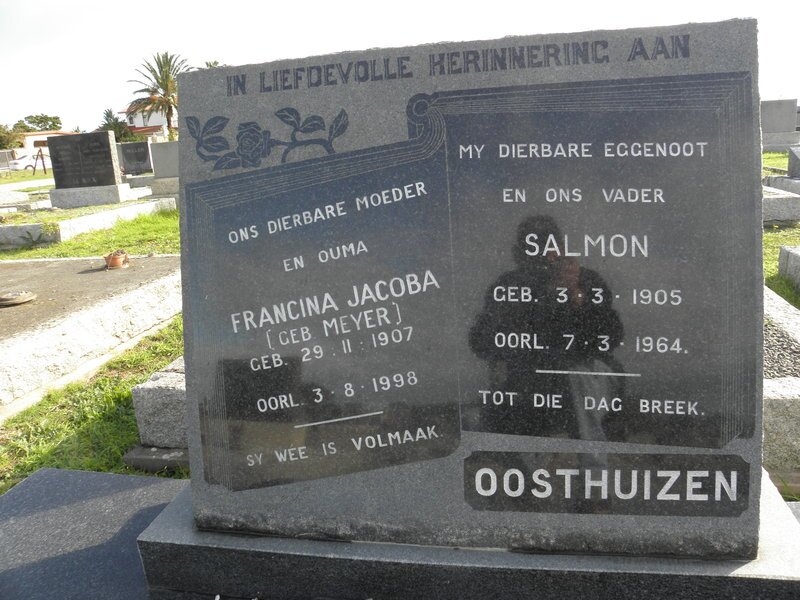 IN LIEFDEVOLLE HERINNERING AAN
ONS DIERBARE MOEDER
EN OUMA
FRANCINA JACOBA
[GEB MEYER]
GEB. 29·11·1907
OORL. 3·8·1998
SY WEË IS VOLMAAK.
MY DIERBARE EGGENOOT
EN ONS VADER
SALMON
GEB. 3·3·1905
OORL. 7·3·1964.
TOT DIE DAG BREEK.
OOSTHUIZEN